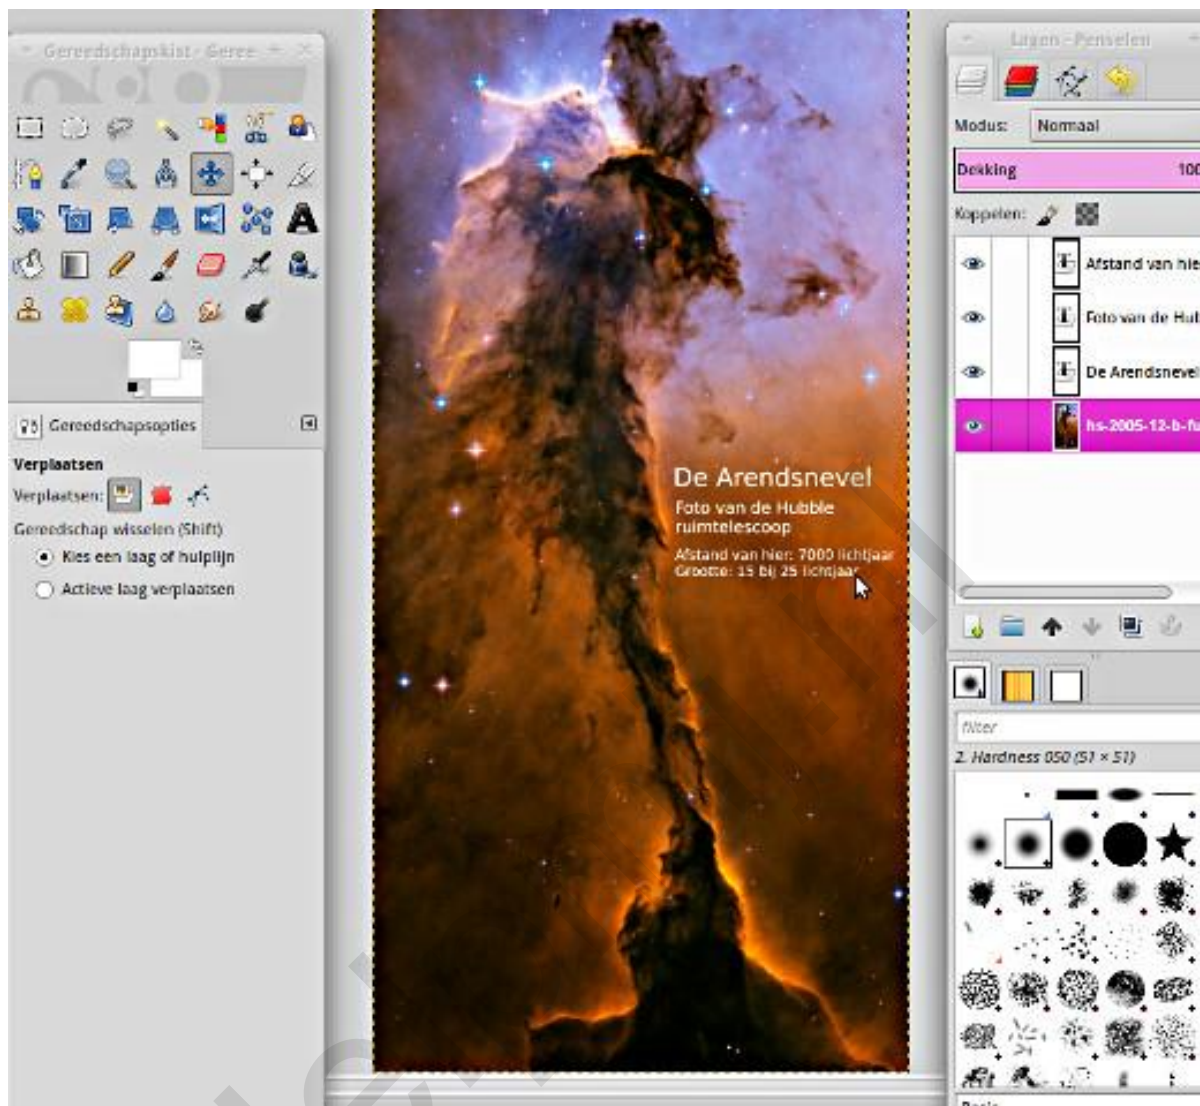 Gereedschapskist - Geree
Gereedschapsopties
Verplaatsen
Verplaatsen:
Gereedschap wisselen (Shift)
Kies een laag of hulplijn
Actieve laag verplaatsen
De Arendsnevel
Foto van de Hubble
ruimtelescoop
Afstand van hier: 7000 lichtjaar
Grootte: 15 bij 25 lichtjaar
Lagen - Penselen
Modus: Normaal
Dekking 100
Koppelen:
Afstand van hie
Foto van de Hub
De Arendsnevel
hs-2005-12-b-fu
filter
2. Hardness 050 (51 × 51)